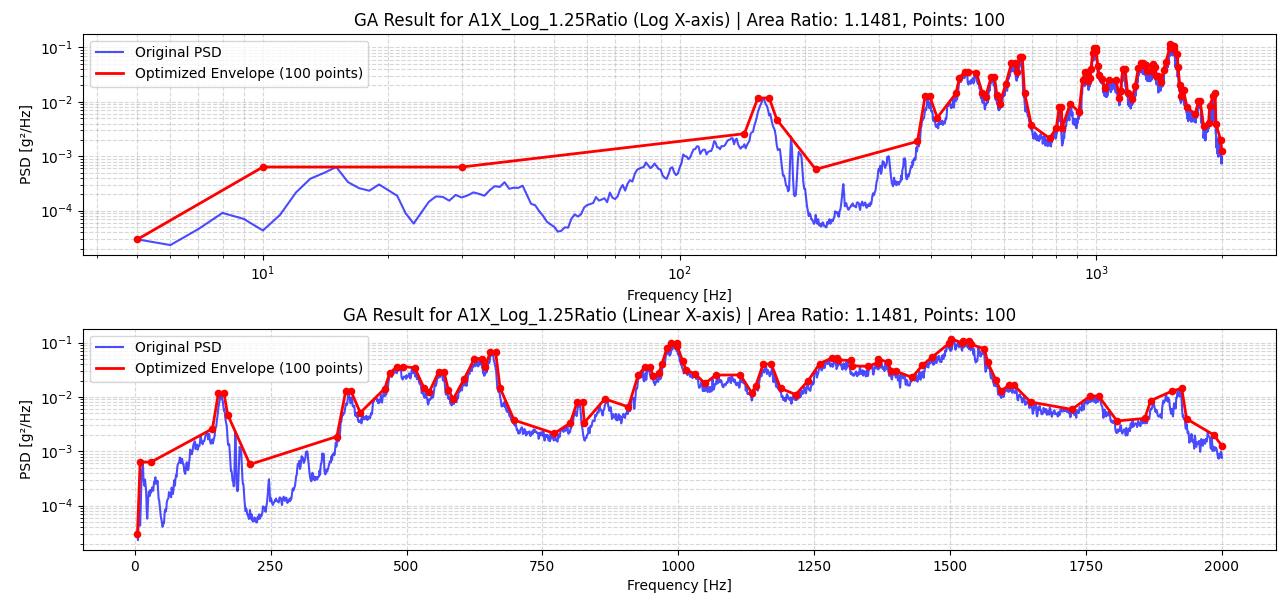 GA Result for A1X_Log_1.25Ratio (Log X-axis) | Area Ratio: 1.1481, Points: 100
Original PSD
Optimized Envelope (100 points)
PSD [g²/Hz]
10⁻¹
10⁻²
10⁻³
10⁻⁴
10¹ 10² 10³
Frequency [Hz]
GA Result for A1X_Log_1.25Ratio (Linear X-axis) | Area Ratio: 1.1481, Points: 100
Original PSD
Optimized Envelope (100 points)
PSD [g²/Hz]
10⁻¹
10⁻²
10⁻³
10⁻⁴
0 250 500 750 1000 1250 1500 1750 2000
Frequency [Hz]